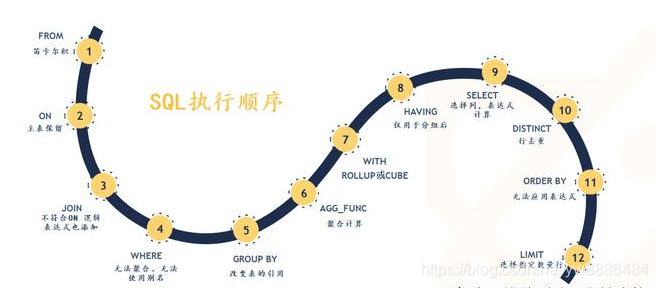 SQL执行顺序
1
FROM
笛卡尔积
2
ON
主表保留
3
JOIN
不符合ON 逻辑
表达式也添加
4
WHERE
无法聚合、无法
使用别名
5
GROUP BY
改变表的引用
6
AGG_FUNC
聚合计算
7
WITH
ROLLUP或CUBE
8
HAVING
仅用于分组后
9
SELECT
选择列, 表达式
计算
10
DISTINCT
行去重
11
ORDER BY
无法应用表达式
12
LIMIT
选择指定数量行